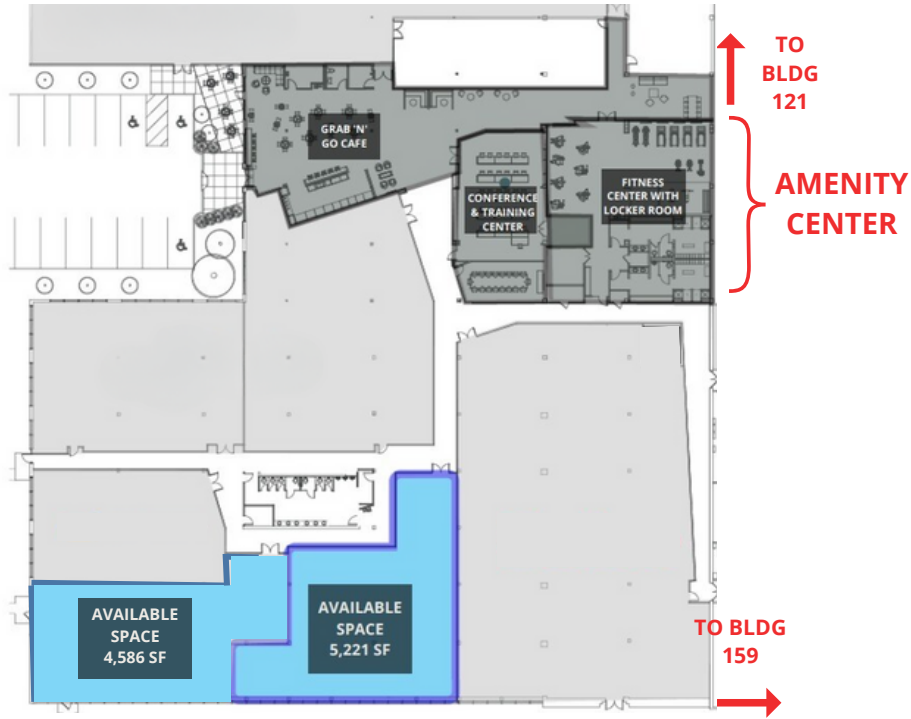 TO
BLDG
121
GRAB 'N'
GO CAFE
CONFERENCE
& TRAINING
CENTER
FITNESS
CENTER WITH
LOCKER ROOM
AMENITY
CENTER
AVAILABLE
SPACE
4,586 SF
AVAILABLE
SPACE
5,221 SF
TO BLDG
159